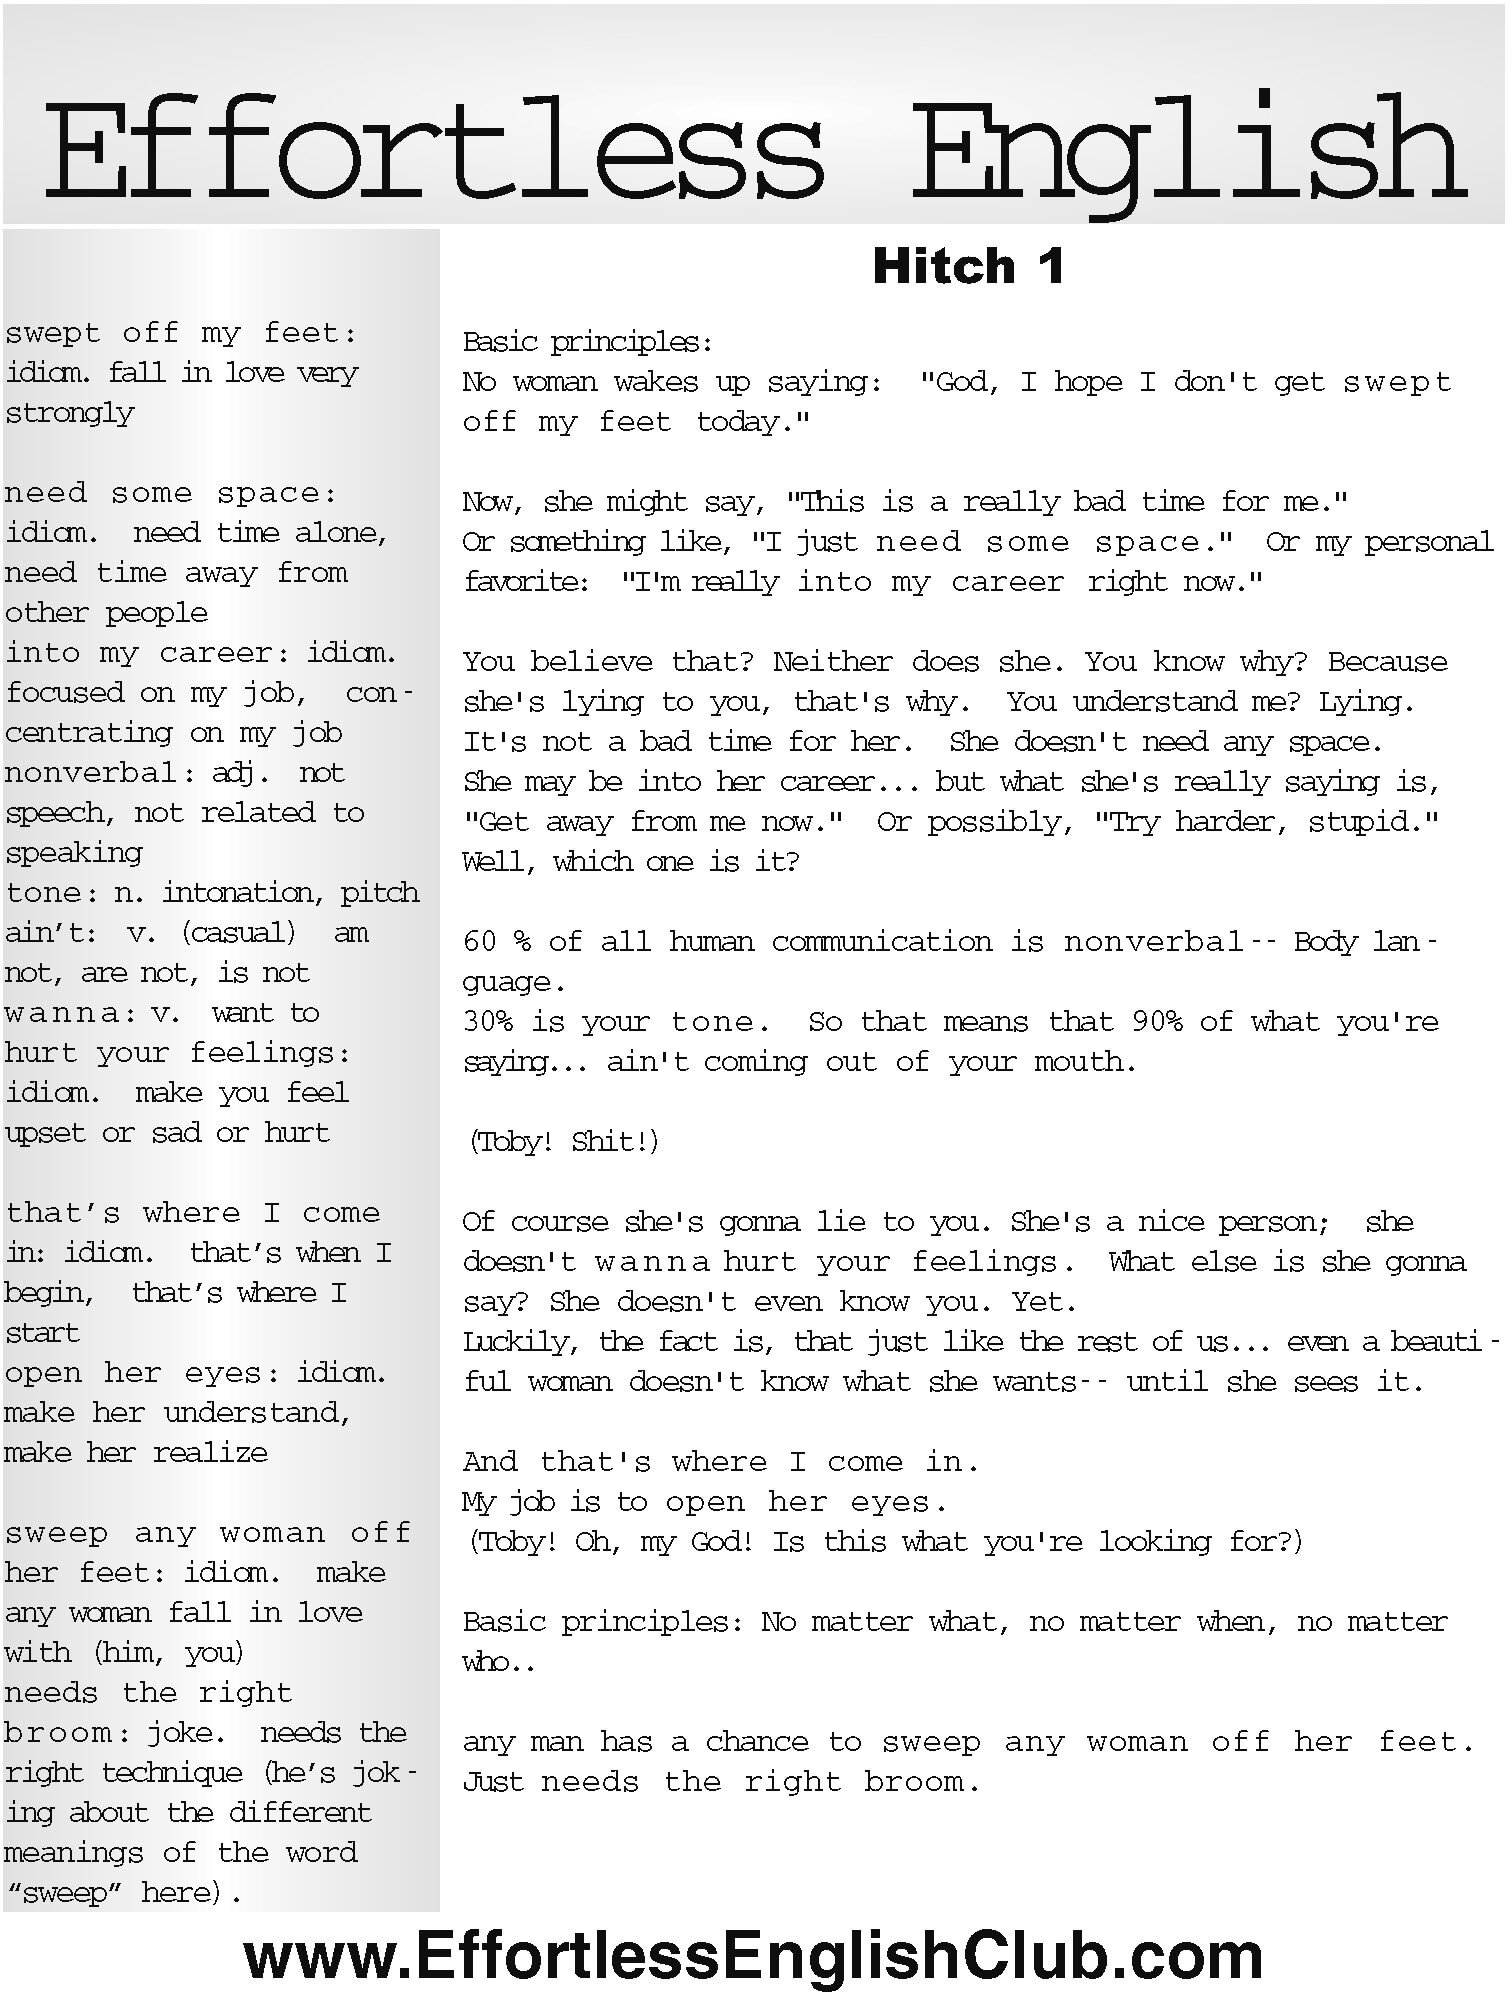 Effortless English
swept off my feet:
idiom. fall in love very
strongly
need some space:
idiom. need time alone,
need time away from
other people
into my career: idiom.
focused on my job, con-
centrating on my job
nonverbal: adj. not
speech, not related to
speaking
tone: n. intonation, pitch
ain't: v. (casual) am
not, are not, is not
wanna: v. want to
hurt your feelings:
idiom. make you feel
upset or sad or hurt
that's where I come
in: idiom. that's when I
begin, that's where I
start
open her eyes: idiom.
make her understand,
make her realize
sweep any woman off
her feet: idiom. make
any woman fall in love
with (him, you)
needs the right
broom: joke. needs the
right technique (he's jok-
ing about the different
meanings of the word
"sweep" here).
Hitch 1
Basic principles:
No woman wakes up saying: "God, I hope I don't get swept
off my feet today."
Now, she might say, "This is a really bad time for me."
Or something like, "I just need some space." Or my personal
favorite: "I'm really into my career right now."
You believe that? Neither does she. You know why? Because
she's lying to you, that's why. You understand me? Lying.
It's not a bad time for her. She doesn't need any space.
She may be into her career... but what she's really saying is,
"Get away from me now." Or possibly, "Try harder, stupid."
Well, which one is it?
60 % of all human communication is nonverbal-- Body lan-
guage.
30% is your tone. So that means that 90% of what you're
saying... ain't coming out of your mouth.
(Toby! Shit!)
Of course she's gonna lie to you. She's a nice person; she
doesn't wanna hurt your feelings. What else is she gonna
say? She doesn't even know you. Yet.
Luckily, the fact is, that just like the rest of us... even a beauti-
ful woman doesn't know what she wants-- until she sees it.
And that's where I come in.
My job is to open her eyes.
(Toby! Oh, my God! Is this what you're looking for?)
Basic principles: No matter what, no matter when, no matter
who..
any man has a chance to sweep any woman off her feet.
Just needs the right broom.
www.EffortlessEnglishClub.com